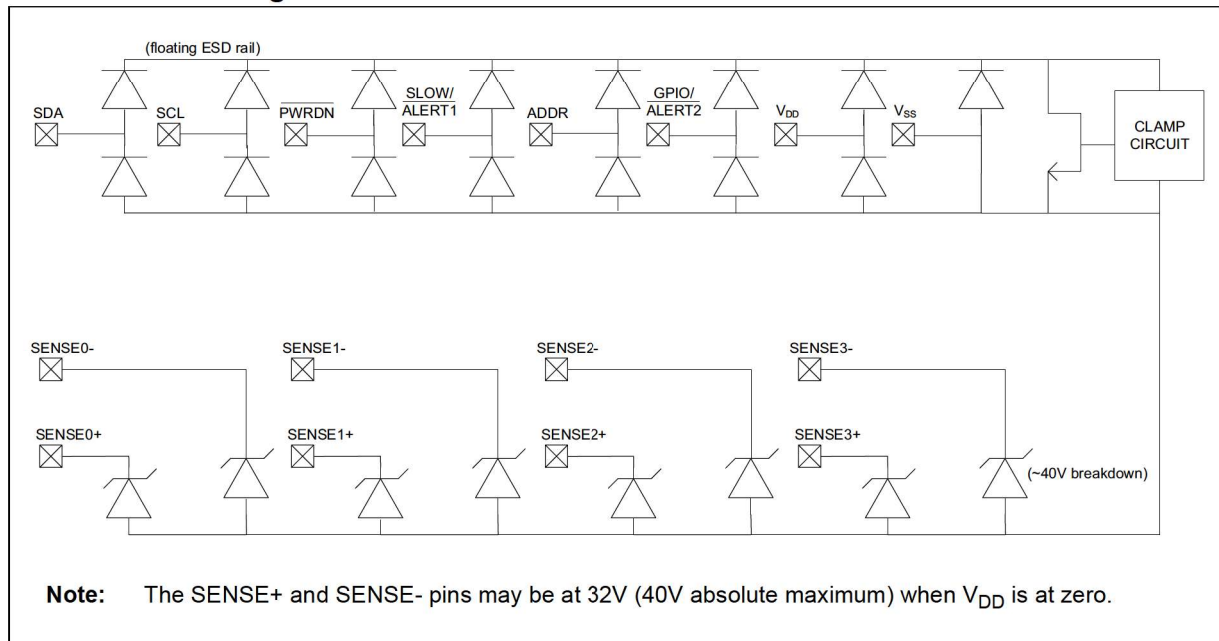 (floating ESD rail)
SDA
SCL
PWRDN
SLOW/
ALERT1
ADDR
GPIO/
ALERT2
VDD
VSS
CLAMP
CIRCUIT
SENSE0-
SENSE1-
SENSE2-
SENSE3-
SENSE0+
SENSE1+
SENSE2+
SENSE3+
(~40V breakdown)
Note: The SENSE+ and SENSE- pins may be at 32V (40V absolute maximum) when VDD is at zero.